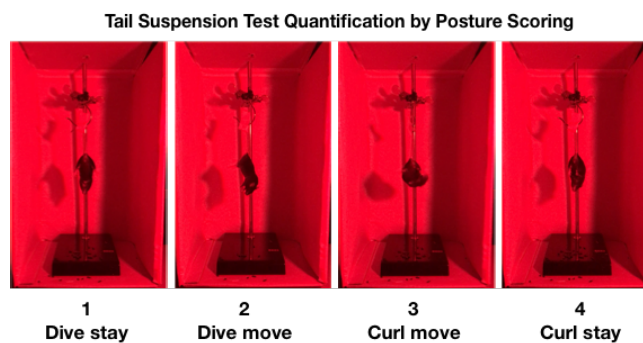 Tail Suspension Test Quantification by Posture Scoring
1
Dive stay
2
Dive move
3
Curl move
4
Curl stay